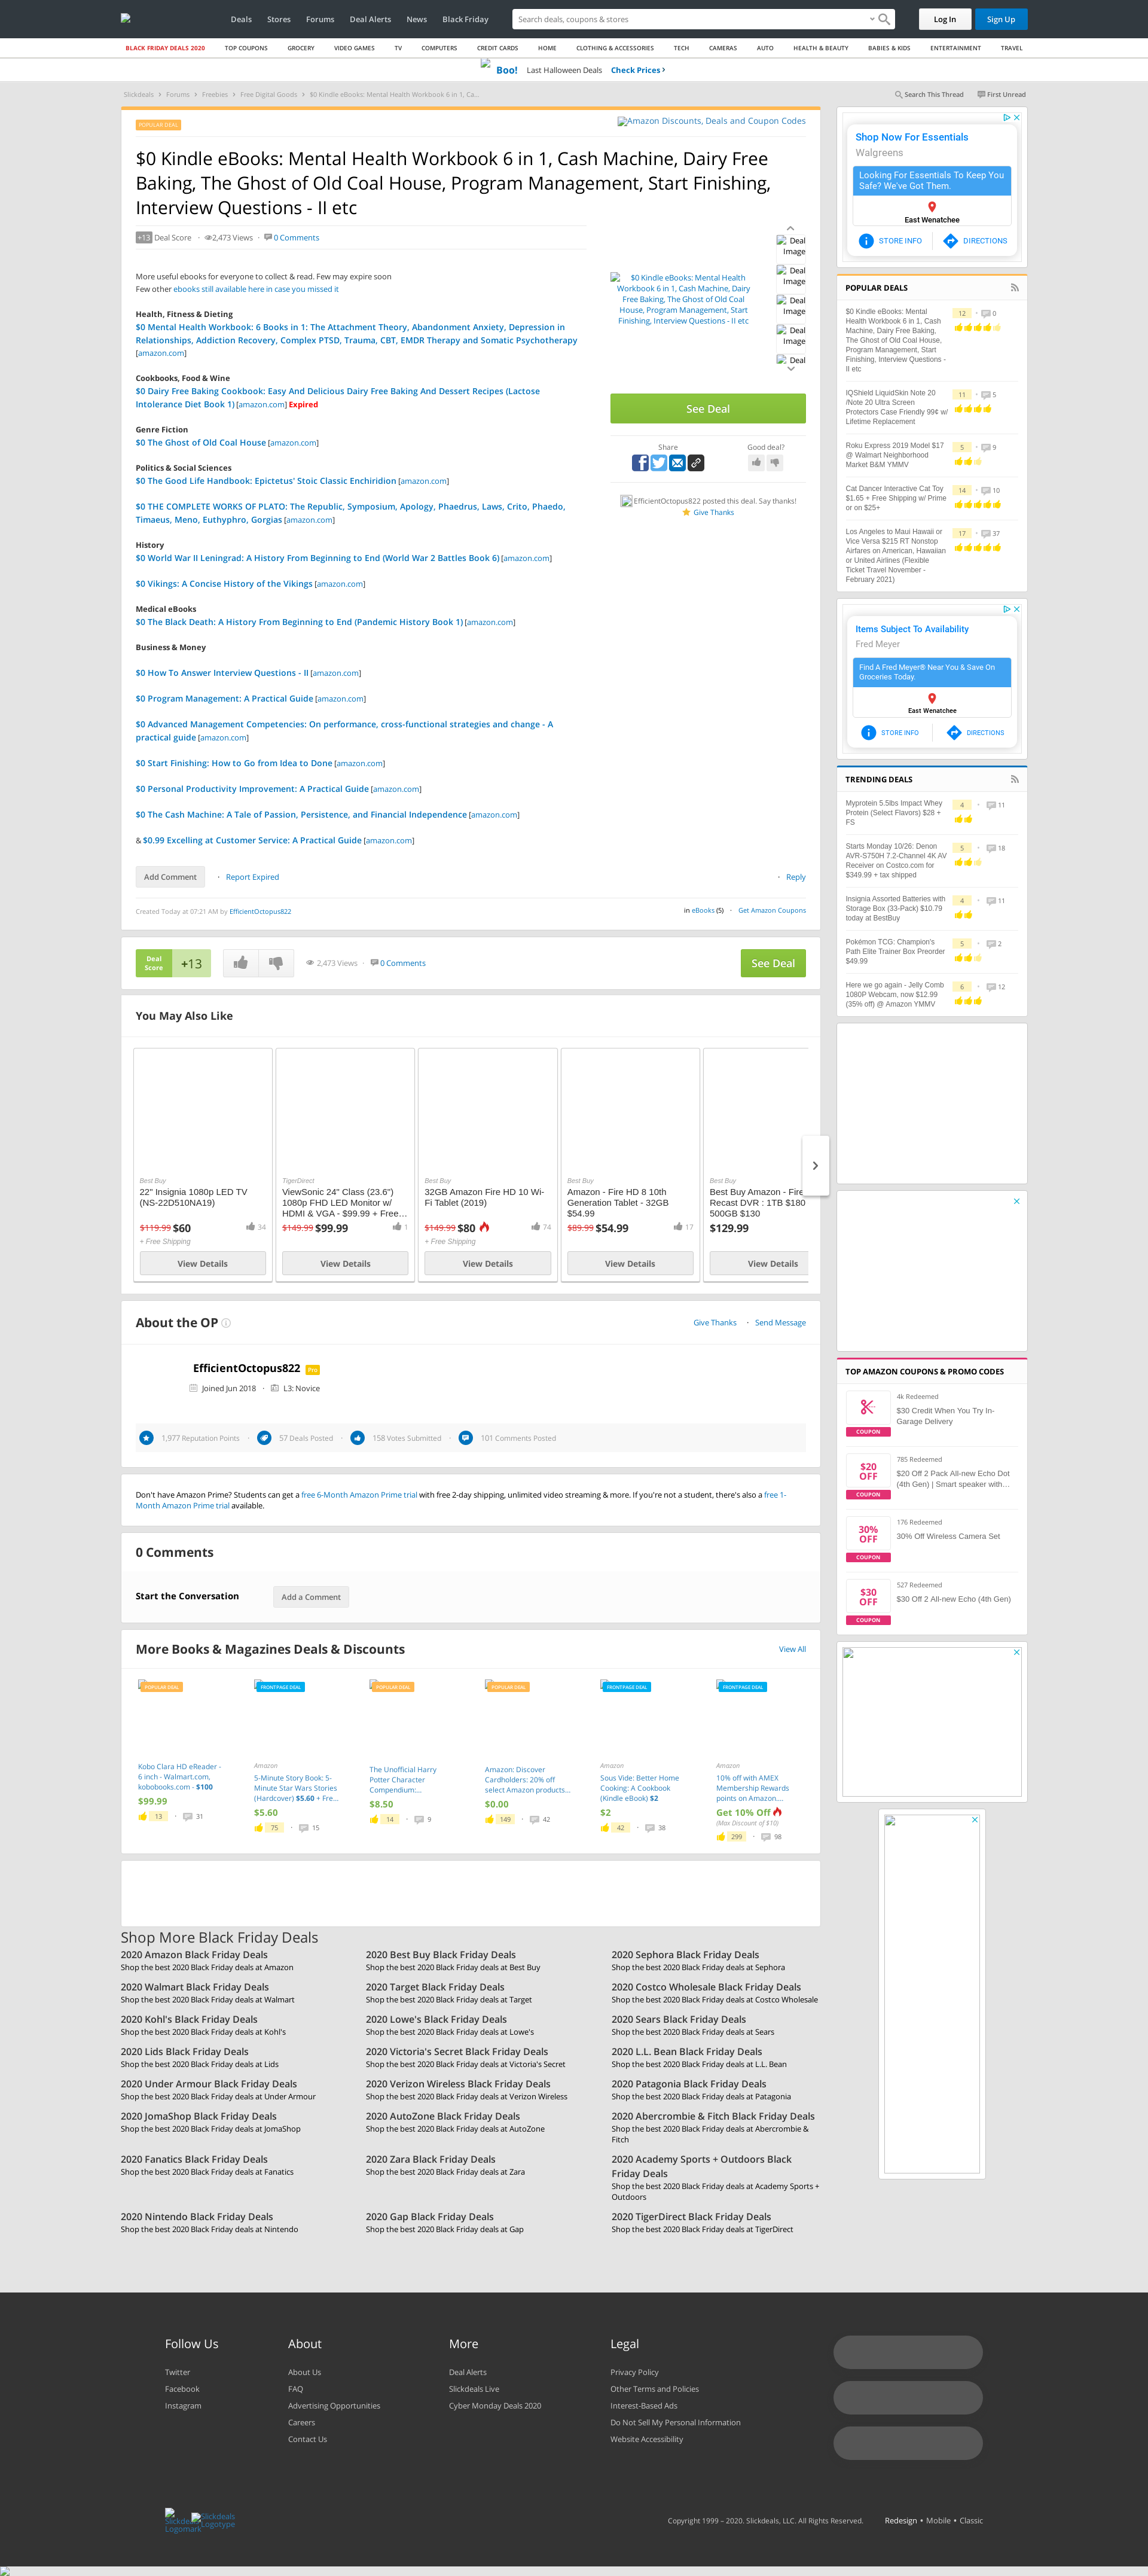 Deals Stores Forums Deal Alerts News Black Friday
Search deals, coupons & stores
Log In
Sign Up
BLACK FRIDAY DEALS 2020 TOP COUPONS GROCERY VIDEO GAMES TV COMPUTERS CREDIT CARDS HOME CLOTHING & ACCESSORIES TECH CAMERAS AUTO HEALTH & BEAUTY BABIES & KIDS ENTERTAINMENT TRAVEL
Boo! Last Halloween Deals Check Prices ›
Slickdeals › Forums › Freebies › Free Digital Goods › $0 Kindle eBooks: Mental Health Workbook 6 in 1, Ca...
Search This Thread First Unread
POPULAR DEAL
Amazon Discounts, Deals and Coupon Codes
$0 Kindle eBooks: Mental Health Workbook 6 in 1, Cash Machine, Dairy Free
Baking, The Ghost of Old Coal House, Program Management, Start Finishing,
Interview Questions - II etc
+13 Deal Score · 2,473 Views · 0 Comments
More useful ebooks for everyone to collect & read. Few may expire soon
Few other ebooks still available here in case you missed it
Health, Fitness & Dieting
$0 Mental Health Workbook: 6 Books in 1: The Attachment Theory, Abandonment Anxiety, Depression in
Relationships, Addiction Recovery, Complex PTSD, Trauma, CBT, EMDR Therapy and Somatic Psychotherapy
[amazon.com]
Cookbooks, Food & Wine
$0 Dairy Free Baking Cookbook: Easy And Delicious Dairy Free Baking And Dessert Recipes (Lactose
Intolerance Diet Book 1) [amazon.com] Expired
Genre Fiction
$0 The Ghost of Old Coal House [amazon.com]
Politics & Social Sciences
$0 The Good Life Handbook: Epictetus' Stoic Classic Enchiridion [amazon.com]
$0 THE COMPLETE WORKS OF PLATO: The Republic, Symposium, Apology, Phaedrus, Laws, Crito, Phaedo,
Timaeus, Meno, Euthyphro, Gorgias [amazon.com]
History
$0 World War II Leningrad: A History From Beginning to End (World War 2 Battles Book 6) [amazon.com]
$0 Vikings: A Concise History of the Vikings [amazon.com]
Medical eBooks
$0 The Black Death: A History From Beginning to End (Pandemic History Book 1) [amazon.com]
Business & Money
$0 How To Answer Interview Questions - II [amazon.com]
$0 Program Management: A Practical Guide [amazon.com]
$0 Advanced Management Competencies: On performance, cross-functional strategies and change - A
practical guide [amazon.com]
$0 Start Finishing: How to Go from Idea to Done [amazon.com]
$0 Personal Productivity Improvement: A Practical Guide [amazon.com]
$0 The Cash Machine: A Tale of Passion, Persistence, and Financial Independence [amazon.com]
& $0.99 Excelling at Customer Service: A Practical Guide [amazon.com]
$0 Kindle eBooks: Mental Health
Workbook 6 in 1, Cash Machine, Dairy
Free Baking, The Ghost of Old Coal
House, Program Management, Start
Finishing, Interview Questions - II etc
Deal
Image
Deal
Image
Deal
Image
Deal
Image
Deal
See Deal
Share
Good deal?
EfficientOctopus822 posted this deal. Say thanks!
Give Thanks
Add Comment · Report Expired
· Reply
Created Today at 07:21 AM by EfficientOctopus822
in eBooks (5) · Get Amazon Coupons
Deal
Score
+13
2,473 Views · 0 Comments
See Deal
You May Also Like
Best Buy
22" Insignia 1080p LED TV
(NS-22D510NA19)
$119.99 $60 34
+ Free Shipping
View Details
TigerDirect
ViewSonic 24" Class (23.6")
1080p FHD LED Monitor w/
HDMI & VGA - $99.99 + Free…
$149.99 $99.99 1
View Details
Best Buy
32GB Amazon Fire HD 10 Wi-
Fi Tablet (2019)
$149.99 $80 74
+ Free Shipping
View Details
Best Buy
Amazon - Fire HD 8 10th
Generation Tablet - 32GB
$54.99
$89.99 $54.99 17
View Details
Best Buy
Best Buy Amazon - Fire
Recast DVR : 1TB $180
500GB $130
$129.99
View Details
About the OP
Give Thanks · Send Message
EfficientOctopus822 Pro
Joined Jun 2018 · L3: Novice
1,977 Reputation Points · 57 Deals Posted · 158 Votes Submitted · 101 Comments Posted
Don't have Amazon Prime? Students can get a free 6-Month Amazon Prime trial with free 2-day shipping, unlimited video streaming & more. If you're not a student, there's also a free 1-
Month Amazon Prime trial available.
0 Comments
Start the Conversation
Add a Comment
More Books & Magazines Deals & Discounts
View All
POPULAR DEAL
Kobo Clara HD eReader -
6 inch - Walmart.com,
kobobooks.com - $100
$99.99
13 · 31
FRONTPAGE DEAL
Amazon
5-Minute Story Book: 5-
Minute Star Wars Stories
(Hardcover) $5.60 + Fre...
$5.60
75 · 15
POPULAR DEAL
The Unofficial Harry
Potter Character
Compendium:...
$8.50
14 · 9
POPULAR DEAL
Amazon: Discover
Cardholders: 20% off
select Amazon products...
$0.00
149 · 42
FRONTPAGE DEAL
Amazon
Sous Vide: Better Home
Cooking: A Cookbook
(Kindle eBook) $2
$2
42 · 38
FRONTPAGE DEAL
Amazon
10% off with AMEX
Membership Rewards
points on Amazon....
Get 10% Off
(Max Discount of $10)
299 · 98
Shop Now For Essentials
Walgreens
Looking For Essentials To Keep You
Safe? We've Got Them.
East Wenatchee
STORE INFO
DIRECTIONS
POPULAR DEALS
$0 Kindle eBooks: Mental
Health Workbook 6 in 1, Cash
Machine, Dairy Free Baking,
The Ghost of Old Coal House,
Program Management, Start
Finishing, Interview Questions -
II etc
12 · 0
IQShield LiquidSkin Note 20
/Note 20 Ultra Screen
Protectors Case Friendly 99¢ w/
Lifetime Replacement
11 · 5
Roku Express 2019 Model $17
@ Walmart Neighborhood
Market B&M YMMV
5 · 9
Cat Dancer Interactive Cat Toy
$1.65 + Free Shipping w/ Prime
or on $25+
14 · 10
Los Angeles to Maui Hawaii or
Vice Versa $215 RT Nonstop
Airfares on American, Hawaiian
or United Airlines (Flexible
Ticket Travel November -
February 2021)
17 · 37
Items Subject To Availability
Fred Meyer
Find A Fred Meyer® Near You & Save On
Groceries Today.
East Wenatchee
STORE INFO
DIRECTIONS
TRENDING DEALS
Myprotein 5.5lbs Impact Whey
Protein (Select Flavors) $28 +
FS
4 · 11
Starts Monday 10/26: Denon
AVR-S750H 7.2-Channel 4K AV
Receiver on Costco.com for
$349.99 + tax shipped
5 · 18
Insignia Assorted Batteries with
Storage Box (33-Pack) $10.79
today at BestBuy
4 · 11
Pokémon TCG: Champion's
Path Elite Trainer Box Preorder
$49.99
5 · 2
Here we go again - Jelly Comb
1080P Webcam, now $12.99
(35% off) @ Amazon YMMV
6 · 12
TOP AMAZON COUPONS & PROMO CODES
4k Redeemed
$30 Credit When You Try In-
Garage Delivery
COUPON
$20
OFF
COUPON
785 Redeemed
$20 Off 2 Pack All-new Echo Dot
(4th Gen) | Smart speaker with…
30%
OFF
COUPON
176 Redeemed
30% Off Wireless Camera Set
$30
OFF
COUPON
527 Redeemed
$30 Off 2 All-new Echo (4th Gen)
Shop More Black Friday Deals
2020 Amazon Black Friday Deals
Shop the best 2020 Black Friday deals at Amazon
2020 Best Buy Black Friday Deals
Shop the best 2020 Black Friday deals at Best Buy
2020 Sephora Black Friday Deals
Shop the best 2020 Black Friday deals at Sephora
2020 Walmart Black Friday Deals
Shop the best 2020 Black Friday deals at Walmart
2020 Target Black Friday Deals
Shop the best 2020 Black Friday deals at Target
2020 Costco Wholesale Black Friday Deals
Shop the best 2020 Black Friday deals at Costco Wholesale
2020 Kohl's Black Friday Deals
Shop the best 2020 Black Friday deals at Kohl's
2020 Lowe's Black Friday Deals
Shop the best 2020 Black Friday deals at Lowe's
2020 Sears Black Friday Deals
Shop the best 2020 Black Friday deals at Sears
2020 Lids Black Friday Deals
Shop the best 2020 Black Friday deals at Lids
2020 Victoria's Secret Black Friday Deals
Shop the best 2020 Black Friday deals at Victoria's Secret
2020 L.L. Bean Black Friday Deals
Shop the best 2020 Black Friday deals at L.L. Bean
2020 Under Armour Black Friday Deals
Shop the best 2020 Black Friday deals at Under Armour
2020 Verizon Wireless Black Friday Deals
Shop the best 2020 Black Friday deals at Verizon Wireless
2020 Patagonia Black Friday Deals
Shop the best 2020 Black Friday deals at Patagonia
2020 JomaShop Black Friday Deals
Shop the best 2020 Black Friday deals at JomaShop
2020 AutoZone Black Friday Deals
Shop the best 2020 Black Friday deals at AutoZone
2020 Abercrombie & Fitch Black Friday Deals
Shop the best 2020 Black Friday deals at Abercrombie &
Fitch
2020 Fanatics Black Friday Deals
Shop the best 2020 Black Friday deals at Fanatics
2020 Zara Black Friday Deals
Shop the best 2020 Black Friday deals at Zara
2020 Academy Sports + Outdoors Black
Friday Deals
Shop the best 2020 Black Friday deals at Academy Sports +
Outdoors
2020 Nintendo Black Friday Deals
Shop the best 2020 Black Friday deals at Nintendo
2020 Gap Black Friday Deals
Shop the best 2020 Black Friday deals at Gap
2020 TigerDirect Black Friday Deals
Shop the best 2020 Black Friday deals at TigerDirect
Follow Us
Twitter
Facebook
Instagram
About
About Us
FAQ
Advertising Opportunities
Careers
Contact Us
More
Deal Alerts
Slickdeals Live
Cyber Monday Deals 2020
Legal
Privacy Policy
Other Terms and Policies
Interest-Based Ads
Do Not Sell My Personal Information
Website Accessibility
Slickdeals
Logomark
Slickdeals
Logotype
Copyright 1999 – 2020. Slickdeals, LLC. All Rights Reserved. Redesign • Mobile • Classic